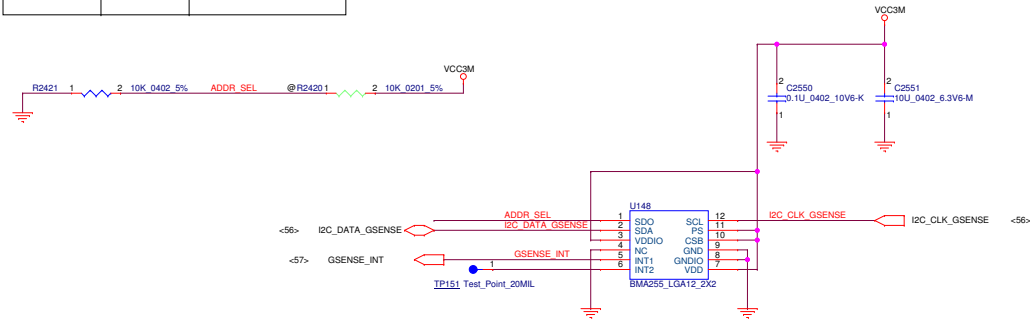 VCC3M
VCC3M
R2421 1 2 10K_0402_5% ADDR_SEL @R2420 1 2 10K_0201_5%
2 C2550
0.1U_0402_10V6-K
1
2 C2551
10U_0402_6.3V6-M
1
U148
ADDR_SEL 1 SDO SCL 12 I2C_CLK_GSENSE I2C_CLK_GSENSE <56>
<56> I2C_DATA_GSENSE I2C_DATA_GSENSE 2 SDA PS 11
3 VDDIO CSB 10
4 NC GND 9
<57> GSENSE_INT GSENSE_INT 5 INT1 GNDIO 8
1 6 INT2 VDD 7
TP151 Test_Point_20MIL BMA255_LGA12_2X2